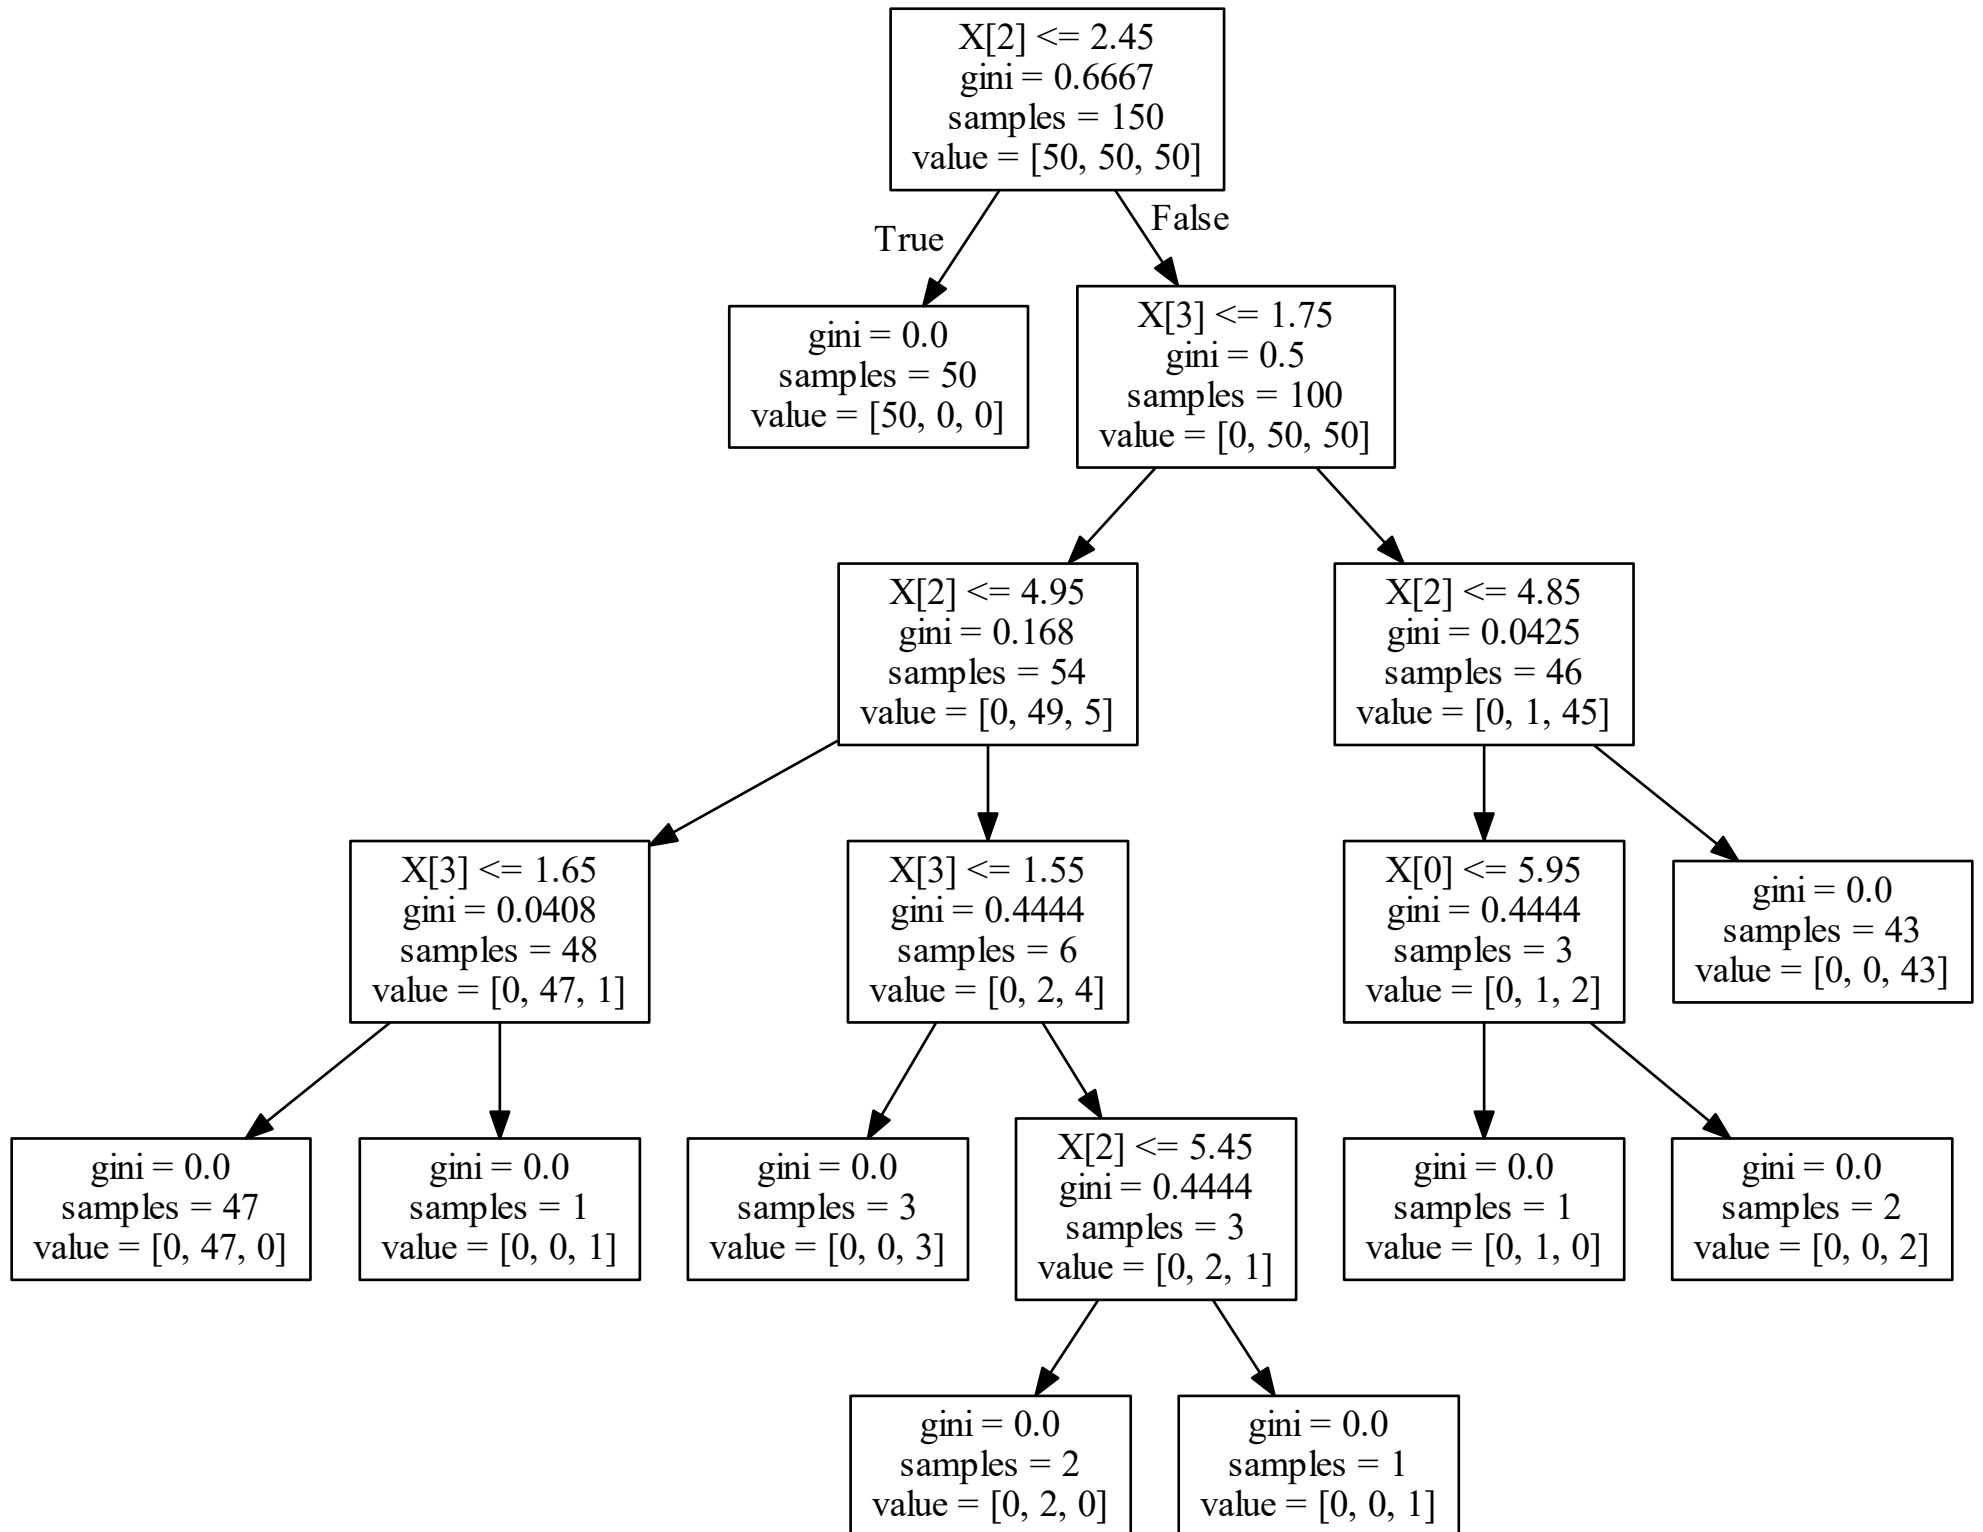 X[2] <= 2.45
gini = 0.6667
samples = 150
value = [50, 50, 50]
True
False
gini = 0.0
samples = 50
value = [50, 0, 0]
X[3] <= 1.75
gini = 0.5
samples = 100
value = [0, 50, 50]
X[2] <= 4.95
gini = 0.168
samples = 54
value = [0, 49, 5]
X[2] <= 4.85
gini = 0.0425
samples = 46
value = [0, 1, 45]
X[3] <= 1.65
gini = 0.0408
samples = 48
value = [0, 47, 1]
X[3] <= 1.55
gini = 0.4444
samples = 6
value = [0, 2, 4]
X[0] <= 5.95
gini = 0.4444
samples = 3
value = [0, 1, 2]
gini = 0.0
samples = 43
value = [0, 0, 43]
gini = 0.0
samples = 47
value = [0, 47, 0]
gini = 0.0
samples = 1
value = [0, 0, 1]
gini = 0.0
samples = 3
value = [0, 0, 3]
X[2] <= 5.45
gini = 0.4444
samples = 3
value = [0, 2, 1]
gini = 0.0
samples = 1
value = [0, 1, 0]
gini = 0.0
samples = 2
value = [0, 0, 2]
gini = 0.0
samples = 2
value = [0, 2, 0]
gini = 0.0
samples = 1
value = [0, 0, 1]